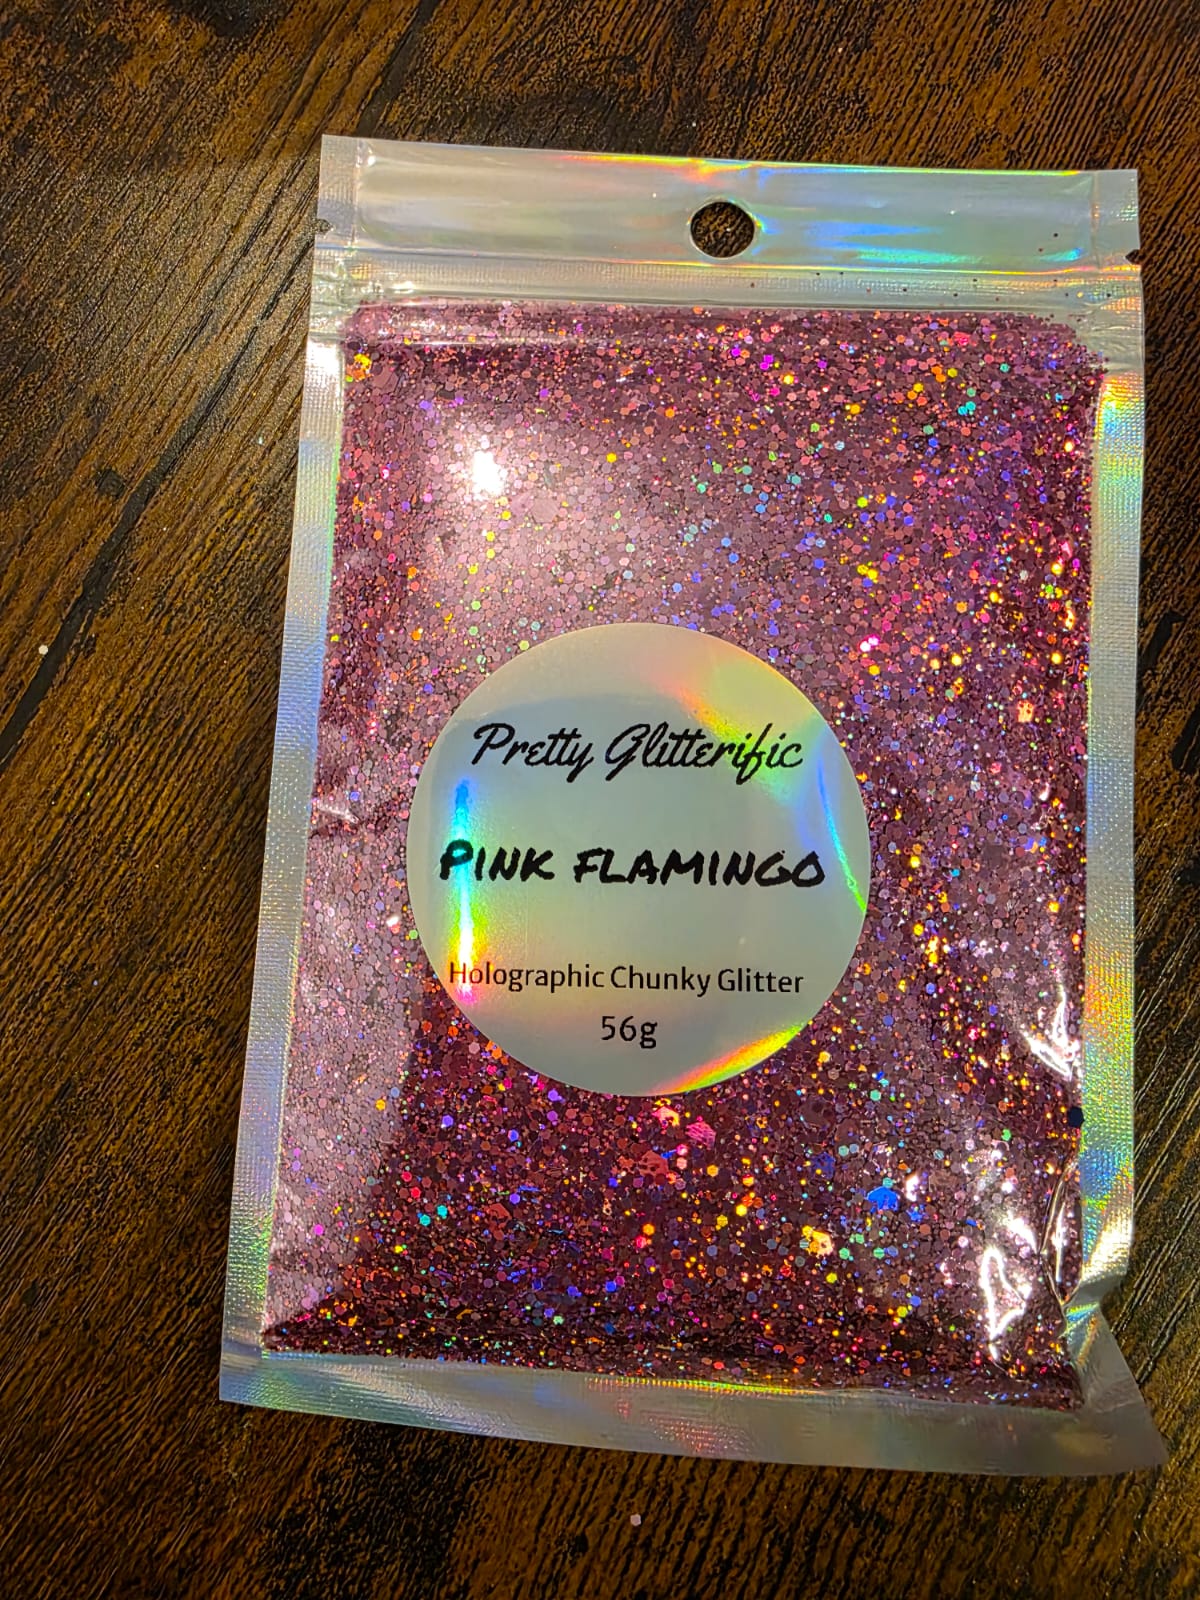 Pretty Glitterific
PINK FLAMINGO
Holographic Chunky Glitter
56g